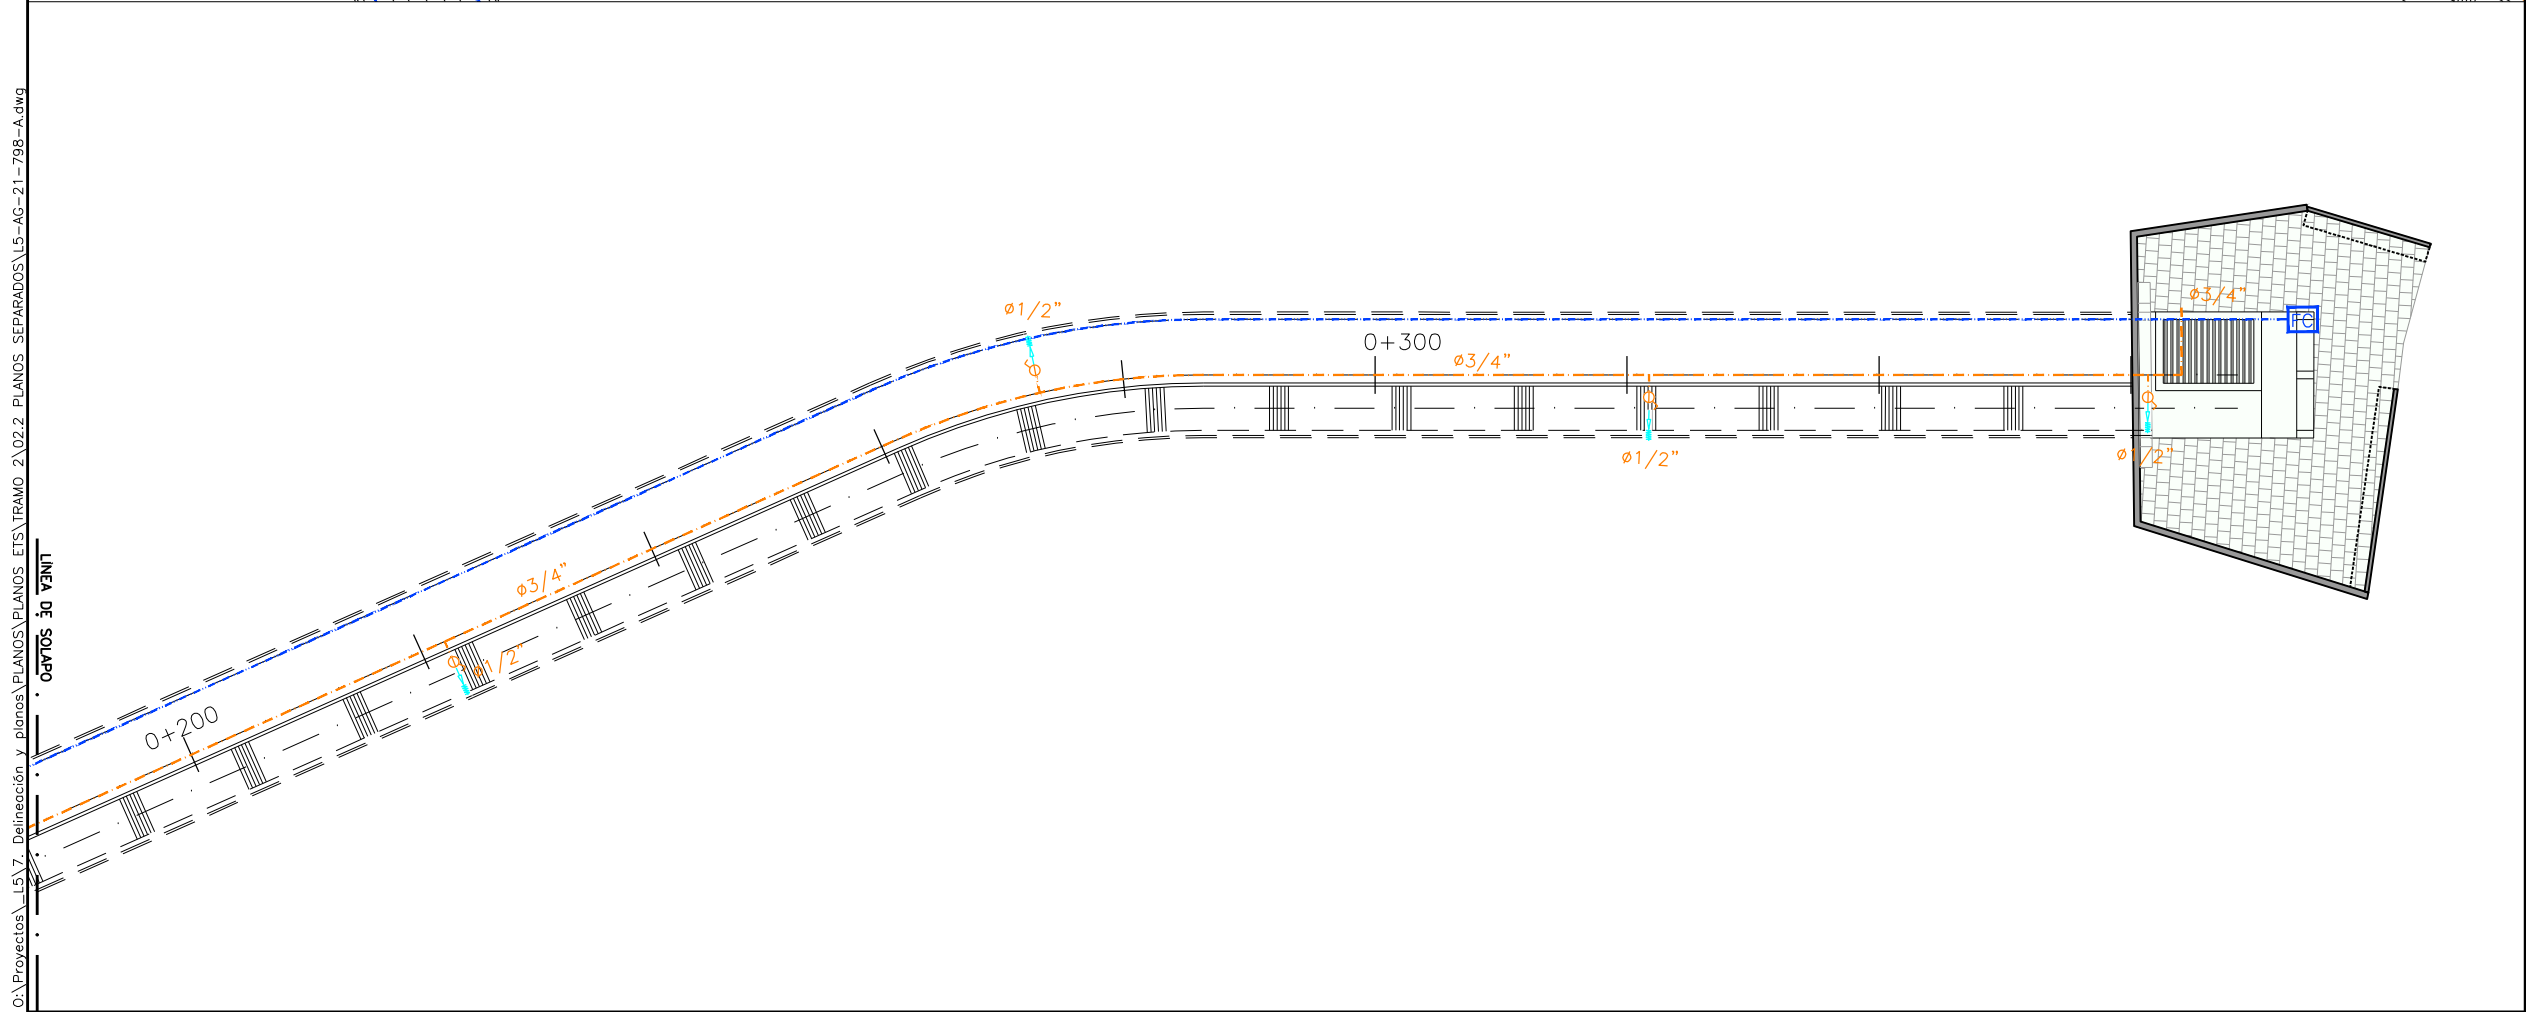 O:\Proyectos\_L5\7. Delineación y planos\PLANOS\PLANOS ETS\TRAMO 2\02.2 PLANOS SEPARADOS\L5-AG-21-798-A.dwg
LÍNEA DE SOLAPO
ø1/2"
ø3/4"
FC
0+300
ø3/4"
ø1/2"
ø1/2"
ø3/4"
ø1/2"
0+200